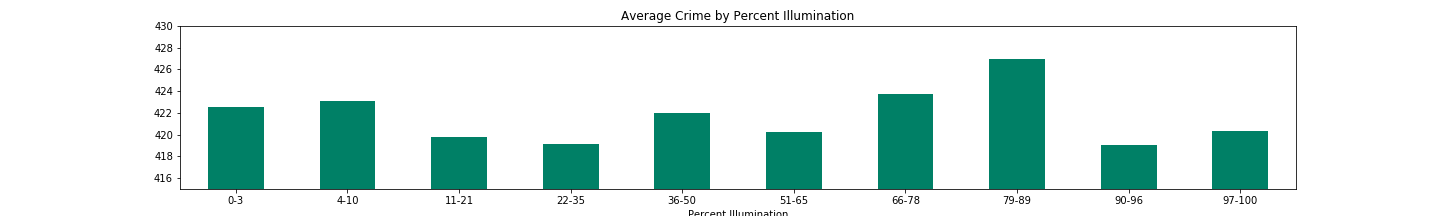 Average Crime by Percent Illumination
430
428
426
424
422
420
418
416
0-3 4-10 11-21 22-35 36-50 51-65 66-78 79-89 90-96 97-100
Percent Illumination